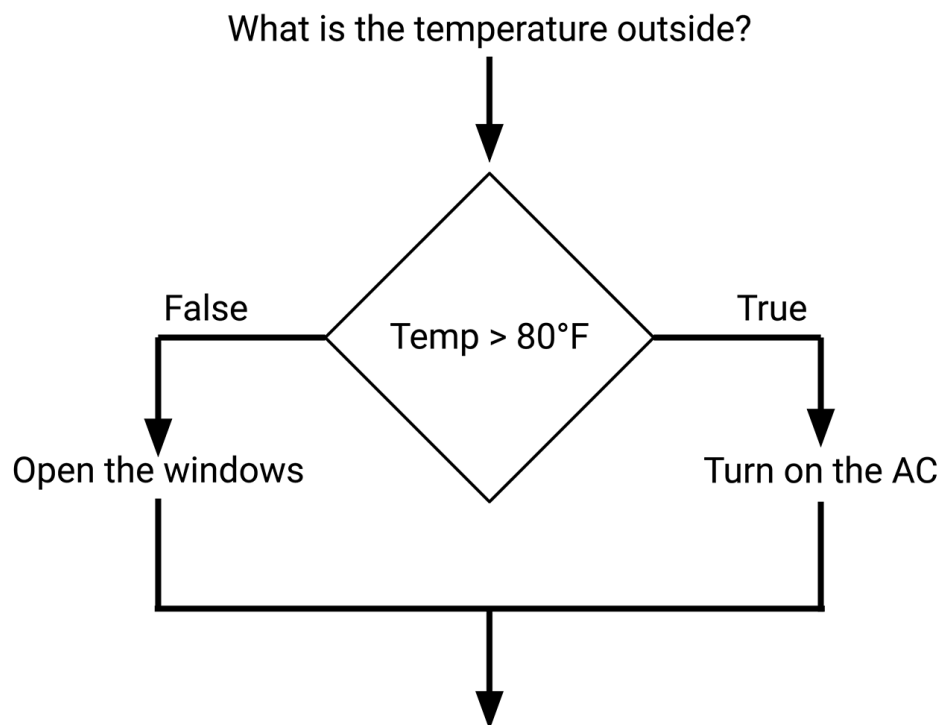 What is the temperature outside?
False
True
Temp > 80°F
Open the windows
Turn on the AC